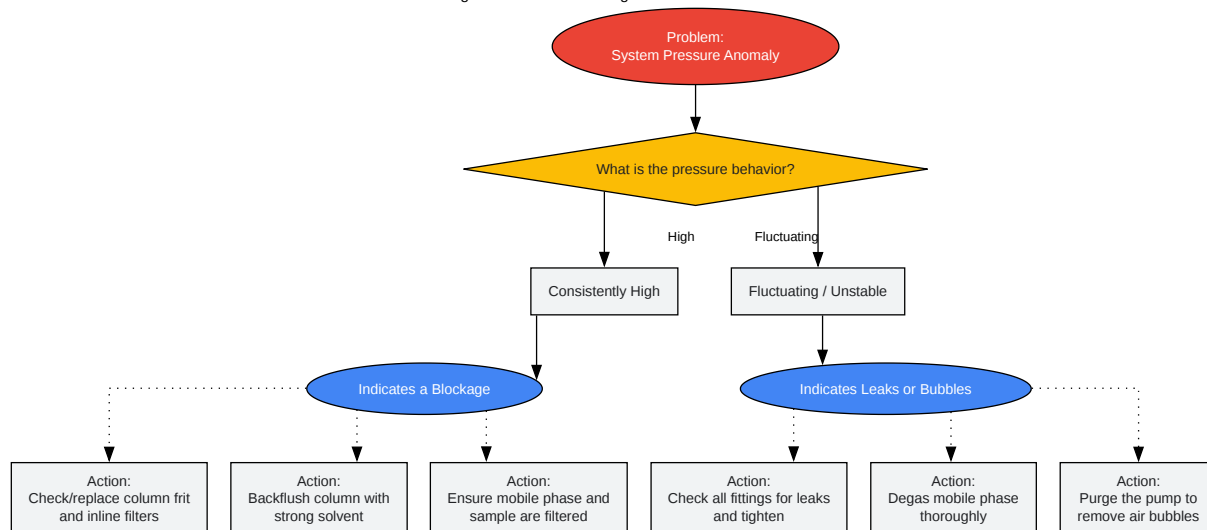 Problem:
System Pressure Anomaly
What is the pressure behavior?
High
Fluctuating
Consistently High
Fluctuating / Unstable
Indicates a Blockage
Indicates Leaks or Bubbles
Action:
Check/replace column frit
and inline filters
Action:
Backflush column with
strong solvent
Action:
Ensure mobile phase and
sample are filtered
Action:
Check all fittings for leaks
and tighten
Action:
Degas mobile phase
thoroughly
Action:
Purge the pump to
remove air bubbles